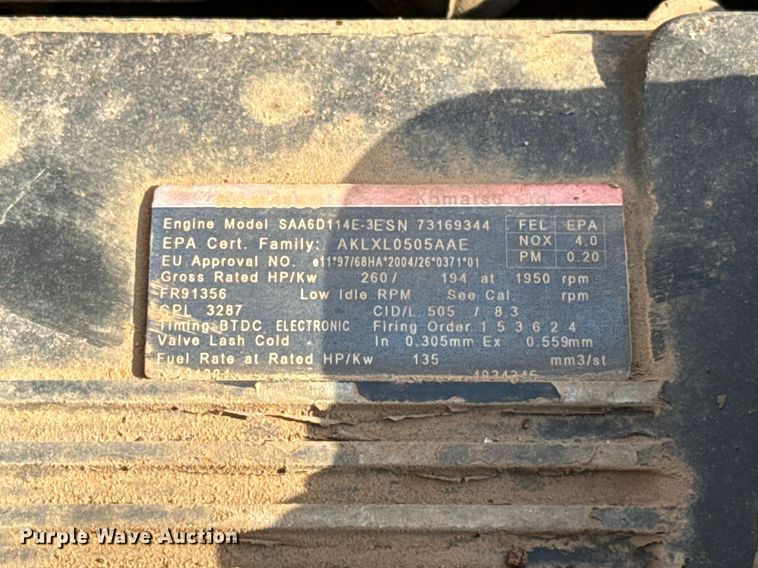 Komatsu Ltd.
Engine Model SAA6D114E-3 ESN 73169344 FEL EPA
EPA Cert. Family: AKLXL0505AAE NOX 4.0
EU Approval NO. e11*97/68HA*2004/26*0371*01 PM 0.20
Gross Rated HP/Kw 260/ 194 at 1950 rpm
FR91356 Low Idle RPM See Cal. rpm
CPL 3287 CID/L 505 / 8.3
Timing-BTDC ELECTRONIC Firing Order 1 5 3 6 2 4
Valve Lash Cold In 0.305mm Ex 0.559mm
Fuel Rate at Rated HP/Kw 135 mm3/st
4934345
Purple Wave Auction